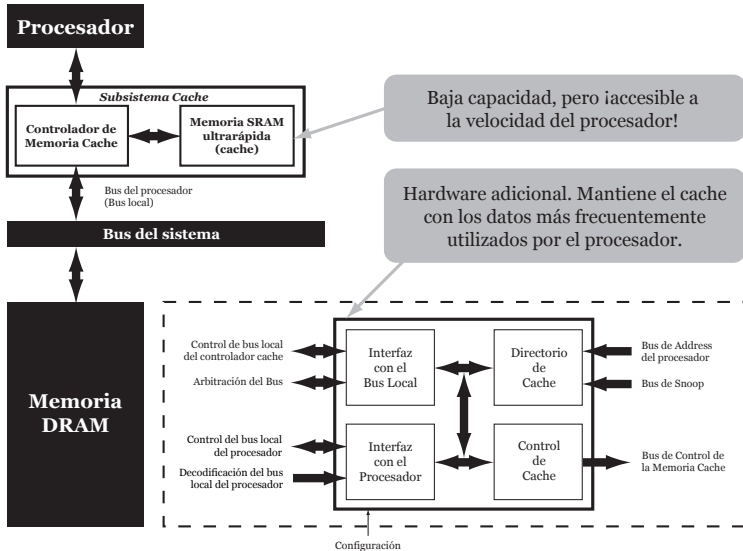 Procesador
Subsistema Cache
Controlador de
Memoria Cache
Memoria SRAM
ultrarápida
(cache)
Baja capacidad, pero ¡accesible a
la velocidad del procesador!
Bus del procesador
(Bus local)
Hardware adicional. Mantiene el cache
con los datos más frecuentemente
utilizados por el procesador.
Bus del sistema
Memoria
DRAM
Control de bus local
del controlador cache
Arbitración del Bus
Interfaz
con el
Bus Local
Directorio
de
Cache
Bus de Address
del procesador
Bus de Snoop
Control del bus local
del procesador
Decodificación del bus
local del procesador
Interfaz
con el
Procesador
Control
de
Cache
Bus de Control de
la Memoria Cache
Configuración